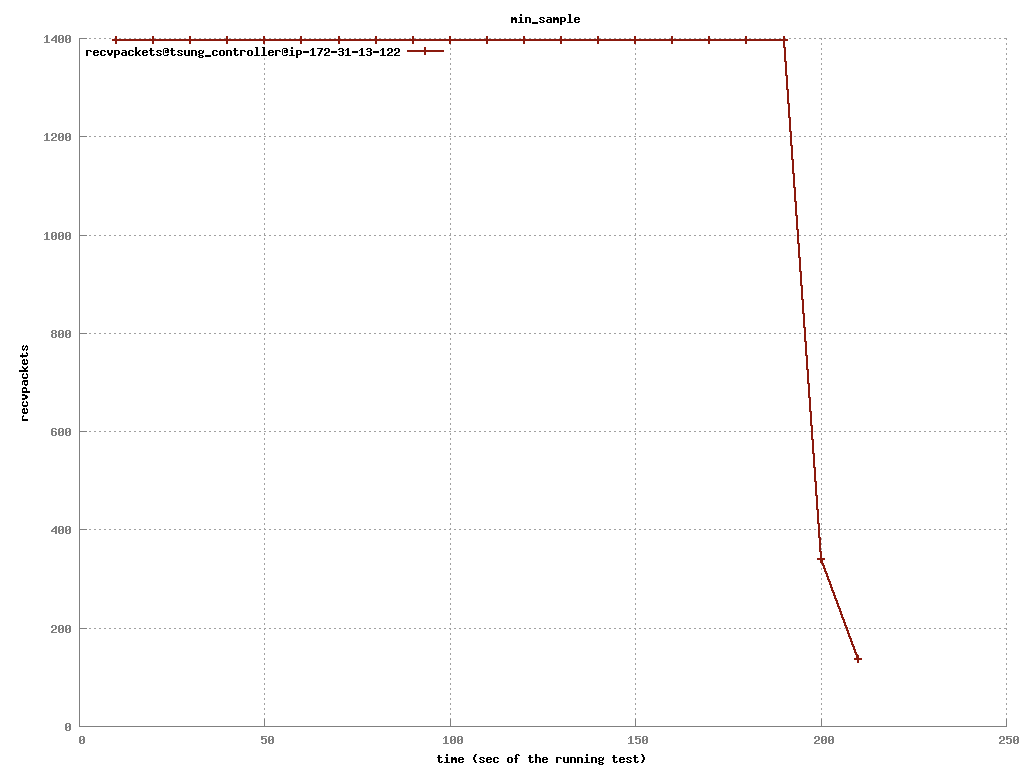 min_sample
recvpackets@tsung_controller@ip-172-31-13-122
1400
1200
1000
800
600
400
200
0
recvpackets
0 50 100 150 200 250
time (sec of the running test)